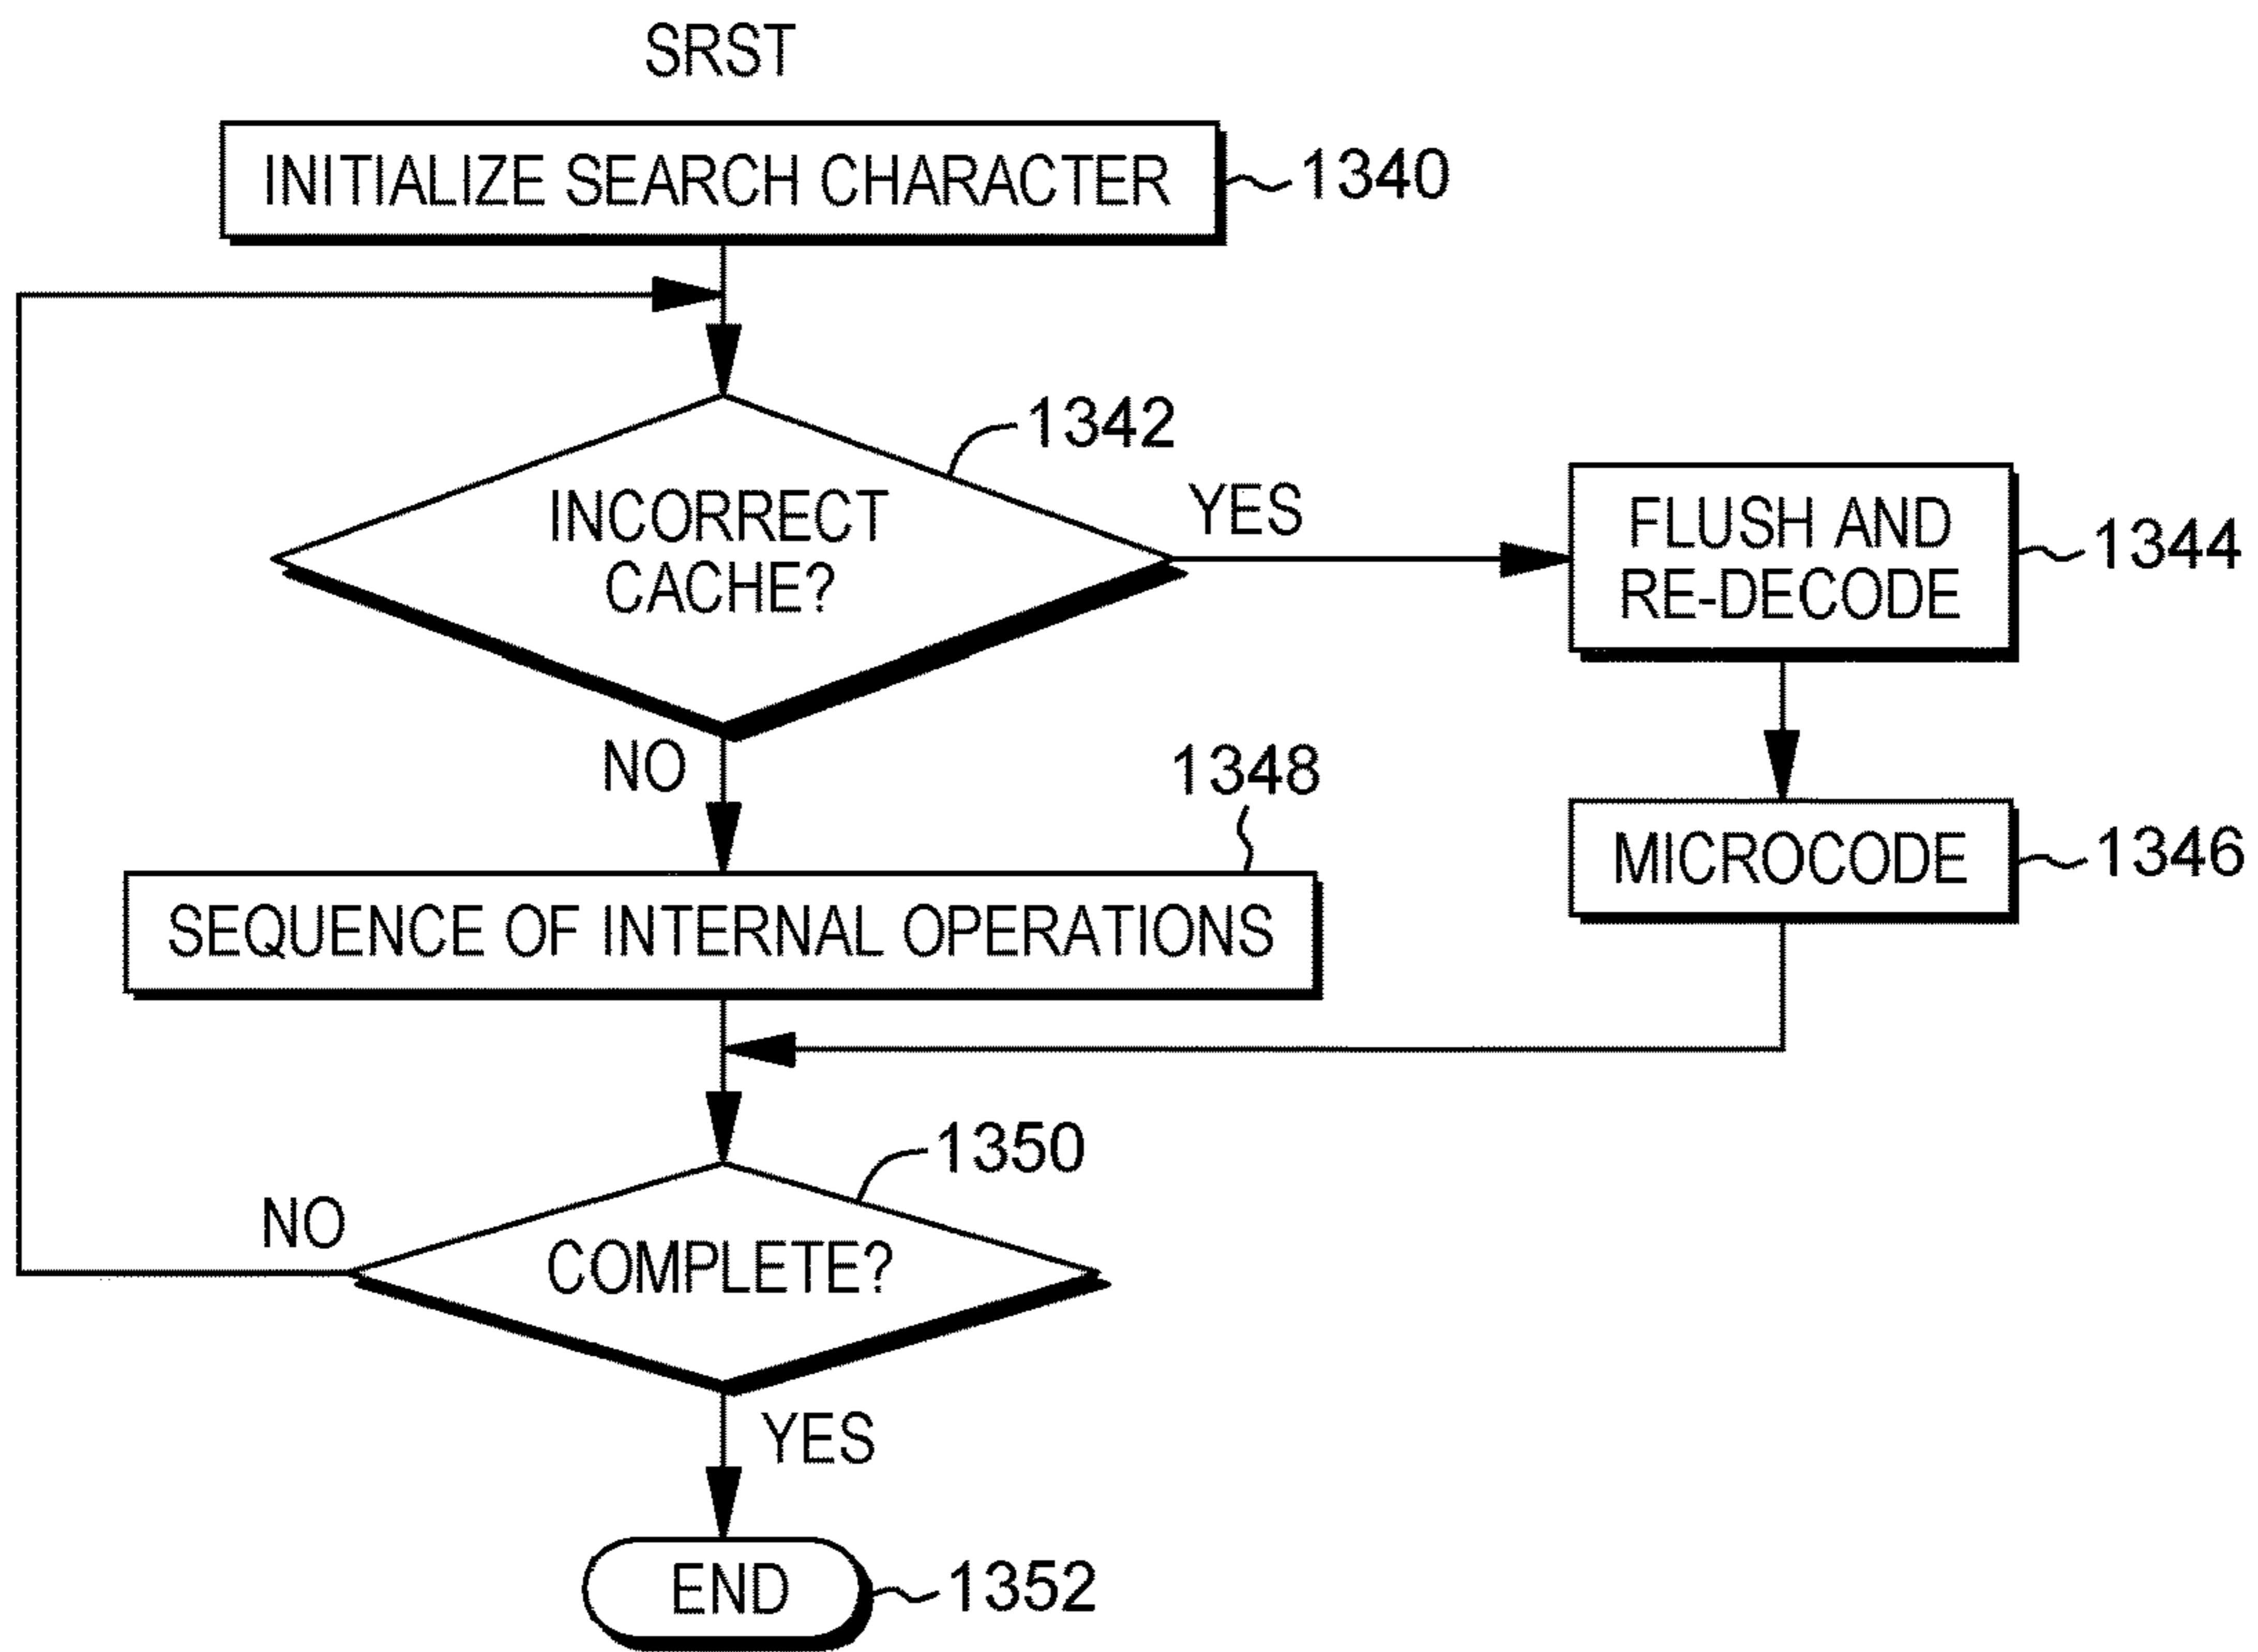 SRST
INITIALIZE SEARCH CHARACTER
1340
1342
INCORRECT
CACHE?
YES
FLUSH AND
RE-DECODE
1344
NO
1348
MICROCODE
1346
SEQUENCE OF INTERNAL OPERATIONS
1350
NO
COMPLETE?
YES
END
1352